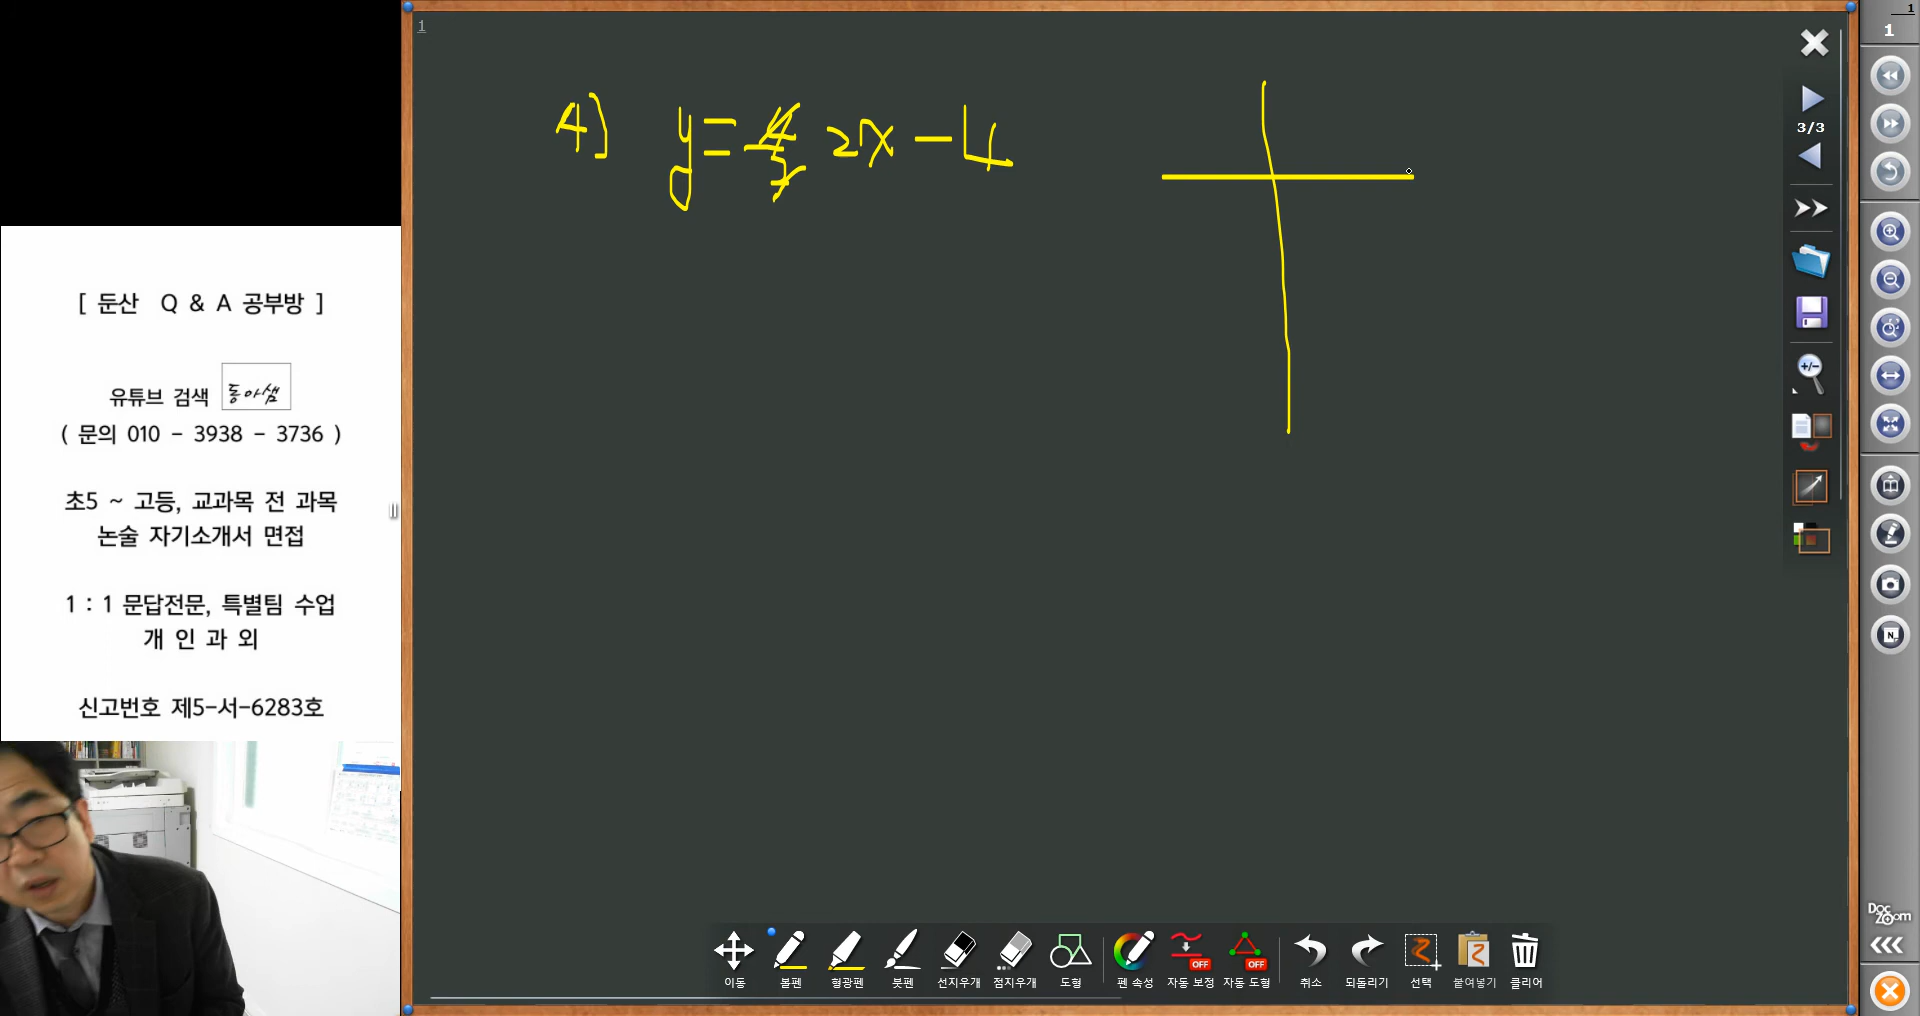 [ 둔산 Q & A 공부방 ]
유튜브 검색 동아샘
( 문의 010 - 3938 - 3736 )
초5 ~ 고등, 교과목 전 과목
논술 자기소개서 면접
1 : 1 문답전문, 특별팀 수업
개 인 과 외
신고번호 제5-서-6283호
1
4) y = 2x - 4
3/3
+/-
1
1
N
Doc Zoom
OFF
OFF
이동
볼펜
형광펜
붓펜
선지우개
점지우개
도형
펜 속성
자동 보정
자동 도형
취소
되돌리기
선택
붙여넣기
클리어